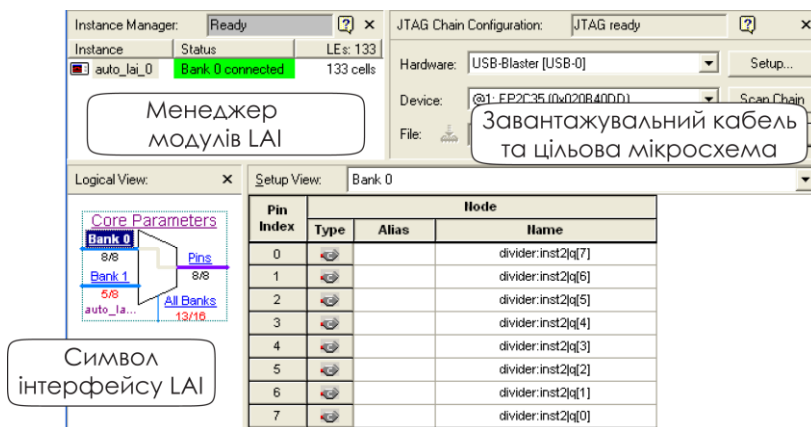 Instance Manager: Ready
Instance Status LEs: 133
auto_lai_0 Bank 0 connected 133 cells
Менеджер
модулів LAI
JTAG Chain Configuration: JTAG ready
Hardware: USB-Blaster [USB-0] Setup...
Device: @1: EP2C35 (0x020B40DD) Scan Chain
File:
Завантажувальний кабель
та цільова мікросхема
Logical View:
Core Parameters
Bank 0
8/8 Pins
Bank 1 8/8
5/8 All Banks
auto_la... 13/16
Символ
інтерфейсу LAI
Setup View: Bank 0
Pin Index Node
Type Alias Name
0 divider:inst2|q[7]
1 divider:inst2|q[6]
2 divider:inst2|q[5]
3 divider:inst2|q[4]
4 divider:inst2|q[3]
5 divider:inst2|q[2]
6 divider:inst2|q[1]
7 divider:inst2|q[0]